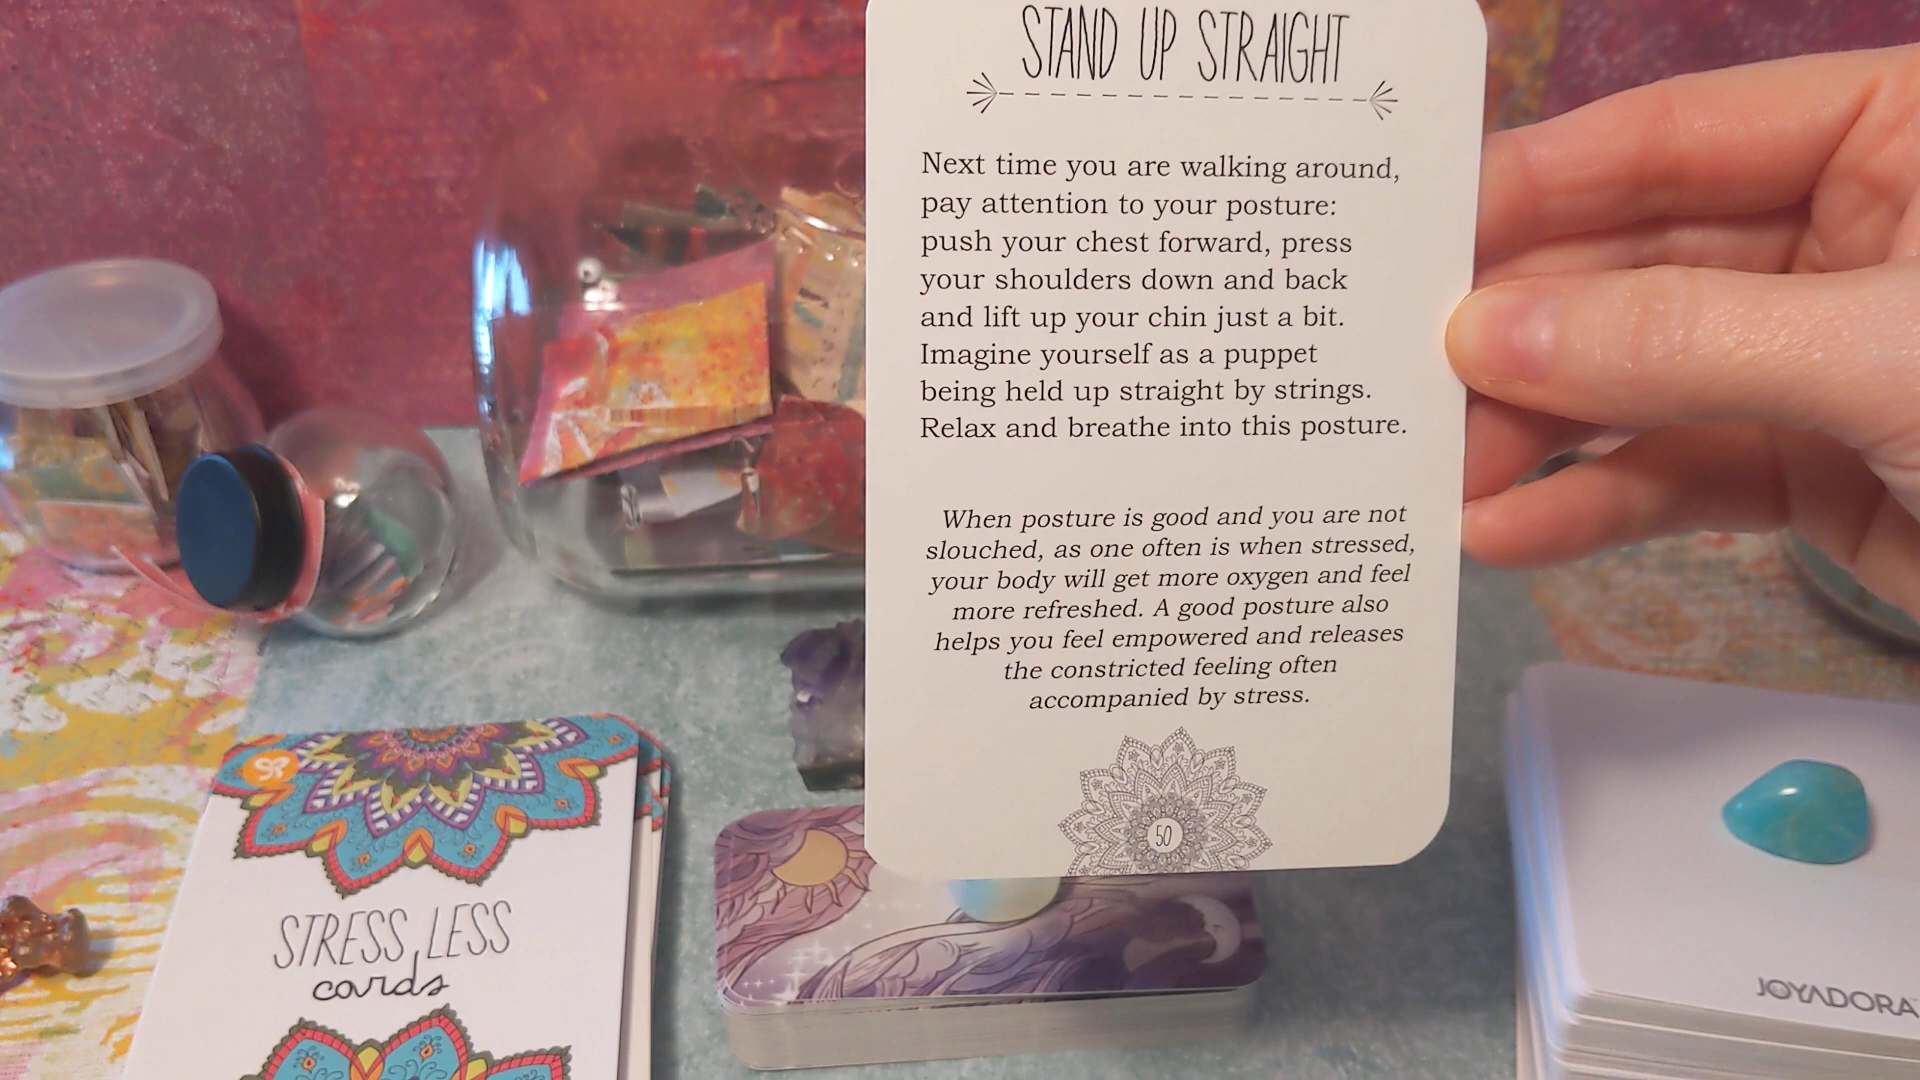 STAND UP STRAIGHT
Next time you are walking around,
pay attention to your posture:
push your chest forward, press
your shoulders down and back
and lift up your chin just a bit.
Imagine yourself as a puppet
being held up straight by strings.
Relax and breathe into this posture.
When posture is good and you are not
slouched, as one often is when stressed,
your body will get more oxygen and feel
more refreshed. A good posture also
helps you feel empowered and releases
the constricted feeling often
accompanied by stress.
50
STRESS LESS
cards
JOYADORA